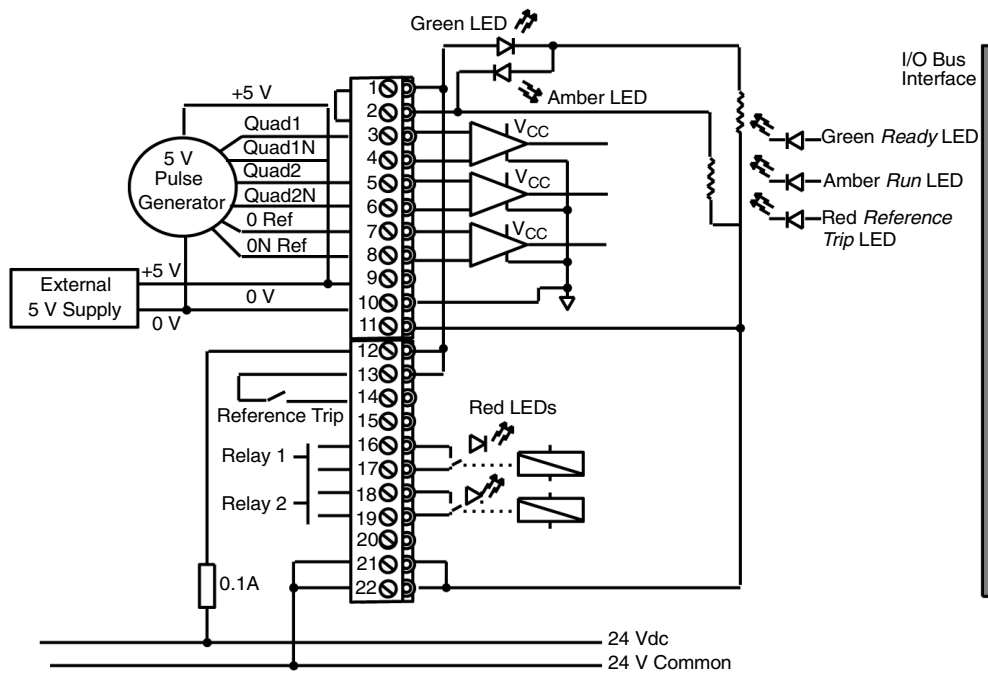 Green LED
Amber LED
I/O Bus
Interface
+5 V
Quad1
Quad1N
Quad2
Quad2N
0 Ref
0N Ref
5 V
Pulse
Generator
+5 V
0 V
0 V
External
5 V Supply
1
2
3
4
5
6
7
8
9
10
11
12
13
14
15
16
17
18
19
20
21
22
VCC
VCC
VCC
Green Ready LED
Amber Run LED
Red Reference
Trip LED
Reference Trip
Red LEDs
Relay 1
Relay 2
0.1A
24 Vdc
24 V Common